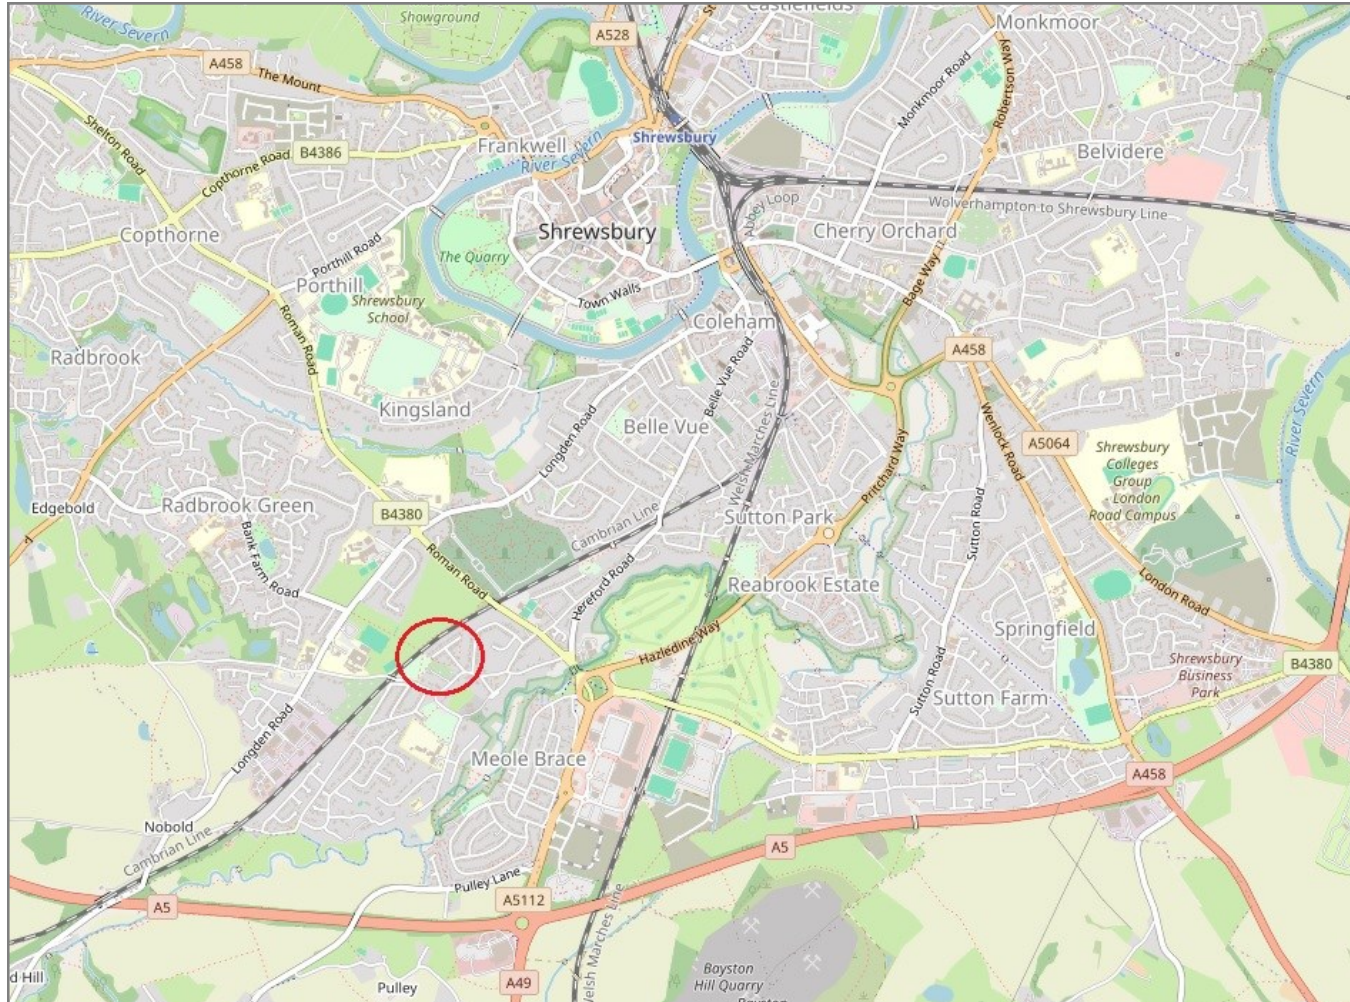 River Severn
Showground
Castlefields
Monkmoor
A528
A458
The Mount
Monkmoor Road
Robertson Way
Shelton Road
Frankwell
River Severn
Shrewsbury
B4386
Copthorne Road
Belvidere
Abbey Loop
Wolverhampton to Shrewsbury Line
Copthorne
Porthill Road
The Quarry
Shrewsbury
Cherry Orchard
Porthill
Shrewsbury
School
Town Walls
Bage Way
Roman Road
Coleham
Radbrook
A458
Kingsland
Belle Vue Road
Welsh Marches Line
Belle Vue
Longden Road
Wenlock Road
A5064
River Severn
Pritchard Way
Shrewsbury
Colleges
Group
London
Road Campus
Edgebold
Radbrook Green
B4380
Cambrian Line
Welsh Marches Line
Sutton Park
Sutton Road
Bank Farm Road
Roman Road
Hereford Road
Reabrook Estate
London Road
Hazledine Way
Springfield
Shrewsbury
Business
Park
B4380
Sutton Road
Sutton Farm
Longden Road
Meole Brace
A458
Nobold
Cambrian Line
A5
Pulley Lane
A5
A5112
Welsh Marches Line
d Hill
Pulley
A49
Bayston
Hill Quarry
Bayston